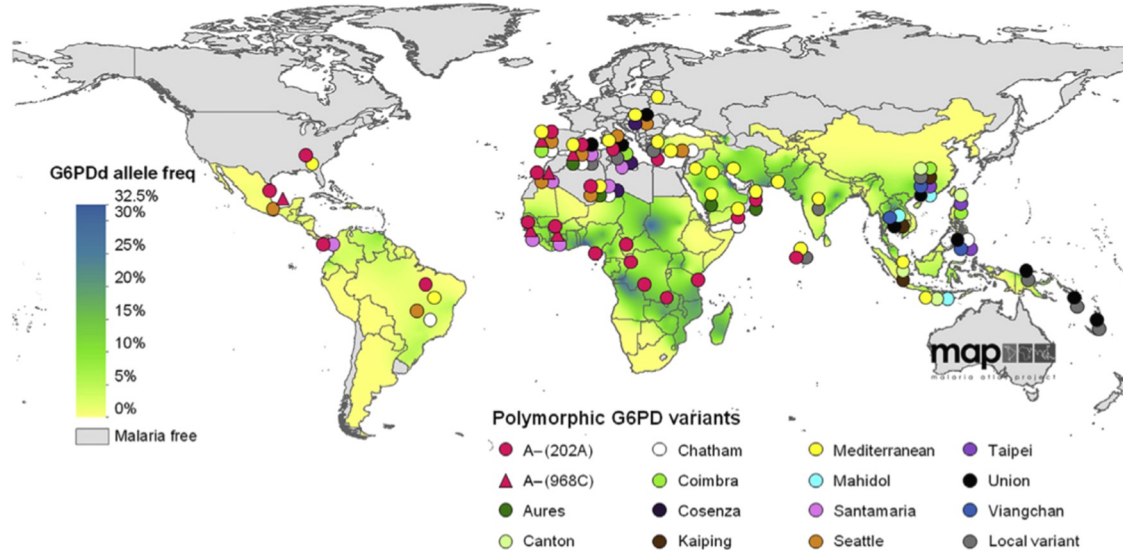 G6PDd allele freq
32.5%
30%
20%
15%
10%
5%
0%
Malaria free
map
malaria atlas project
Polymorphic G6PD variants
A–(202A)
Chatham
Mediterranean
Taipei
A–(968C)
Coimbra
Mahidol
Union
Aures
Cosenza
Santamaria
Viangchan
Canton
Kaiping
Seattle
Local variant